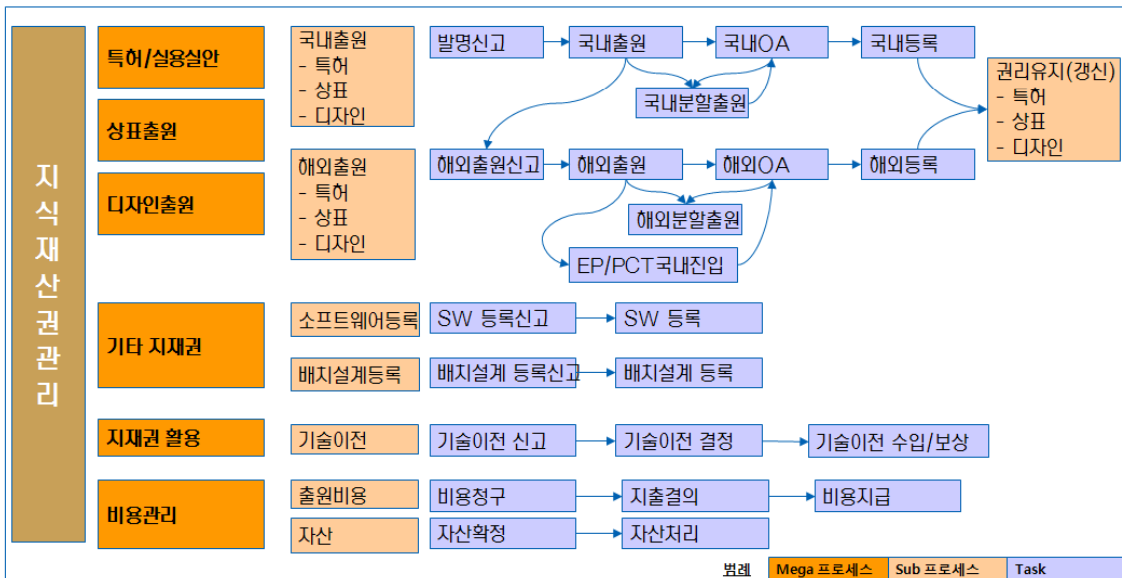 지식재산권관리
특허/실용실안
상표출원
디자인출원
기타 지재권
지재권 활용
비용관리
국내출원
- 특허
- 상표
- 디자인
해외출원
- 특허
- 상표
- 디자인
소프트웨어등록
배치설계등록
기술이전
출원비용
자산
발명신고
국내출원
국내OA
국내등록
국내분할출원
해외출원신고
해외출원
해외OA
해외등록
해외분할출원
EP/PCT국내진입
권리유지(갱신)
- 특허
- 상표
- 디자인
SW 등록신고
SW 등록
배치설계 등록신고
배치설계 등록
기술이전 신고
기술이전 결정
기술이전 수입/보상
비용청구
지출결의
비용지급
자산확정
자산처리
범례
Mega 프로세스
Sub 프로세스
Task